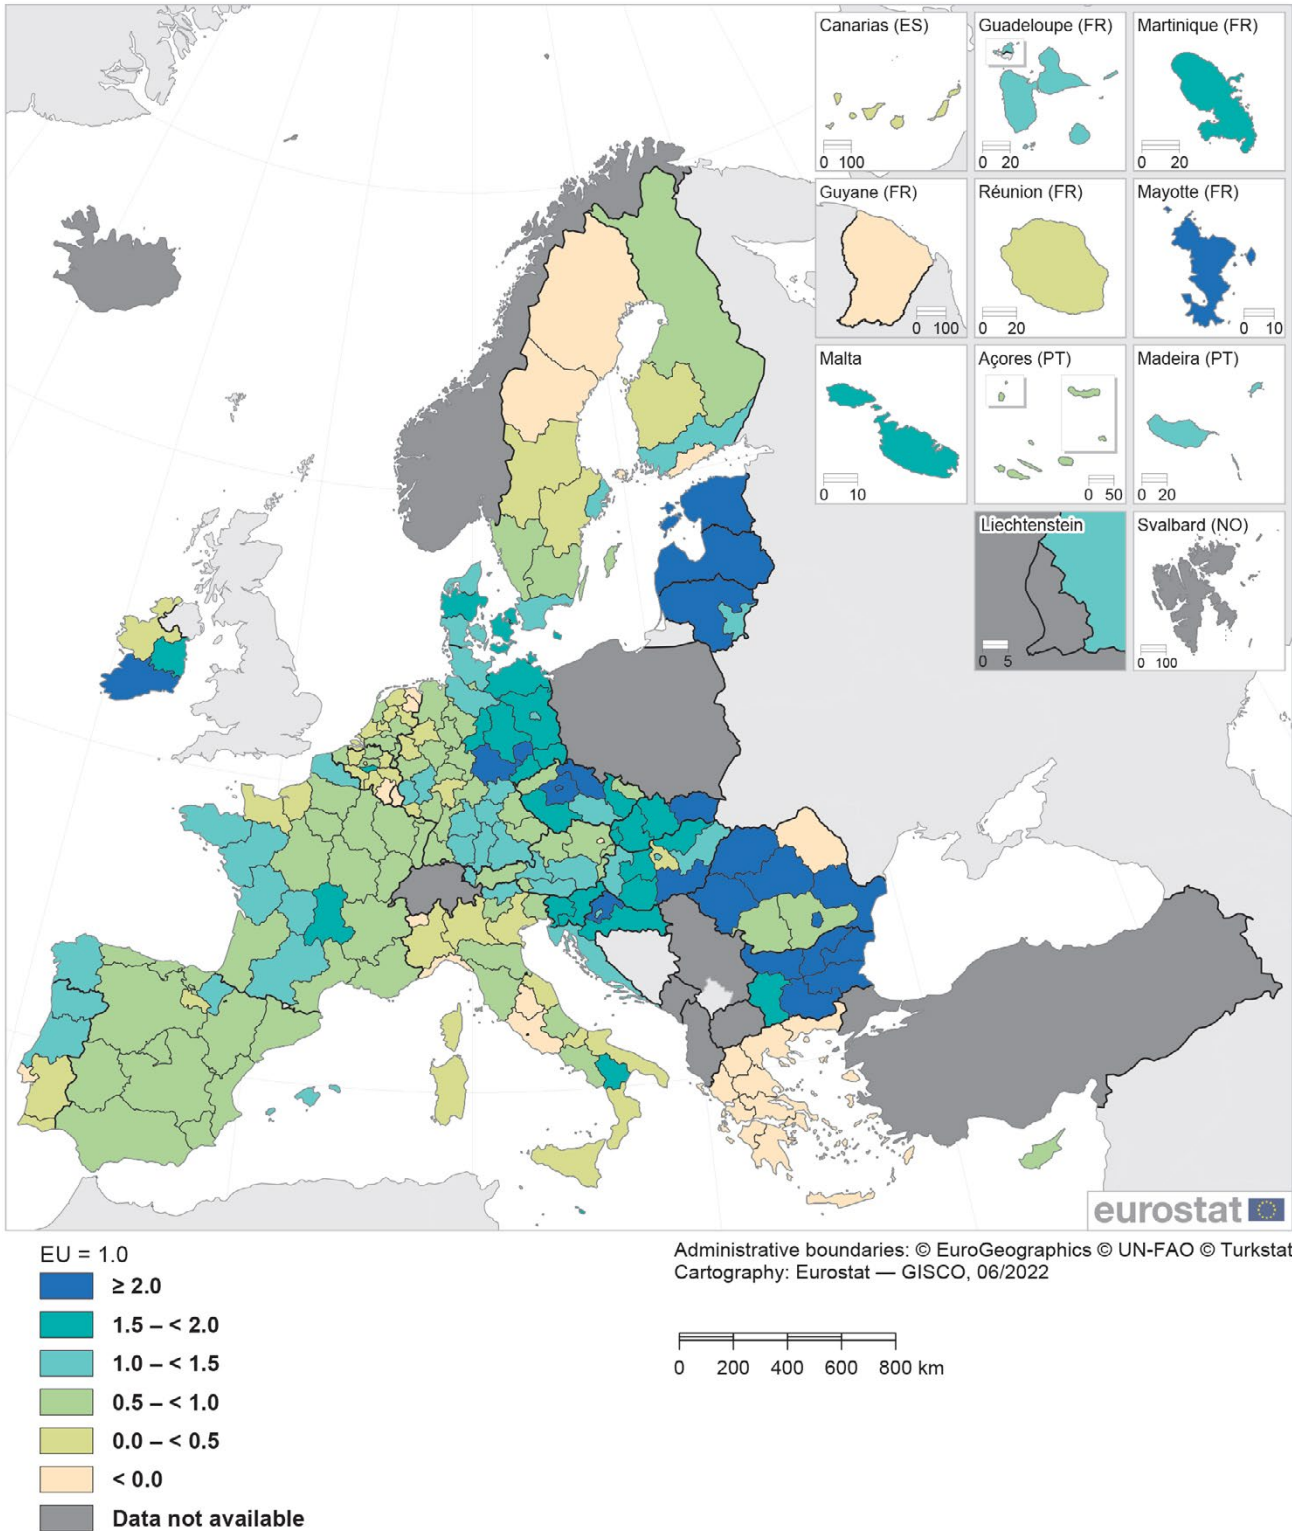 Canarias (ES)
0 100
Guadeloupe (FR)
0 20
Martinique (FR)
0 20
Guyane (FR)
0 100
Réunion (FR)
0 20
Mayotte (FR)
0 10
Malta
0 10
Açores (PT)
0 50
Madeira (PT)
0 20
Liechtenstein
0 5
Svalbard (NO)
0 100
eurostat
EU = 1.0
≥ 2.0
1.5 – < 2.0
1.0 – < 1.5
0.5 – < 1.0
0.0 – < 0.5
< 0.0
Data not available
Administrative boundaries: © EuroGeographics © UN-FAO © Turkstat
Cartography: Eurostat — GISCO, 06/2022
0 200 400 600 800 km